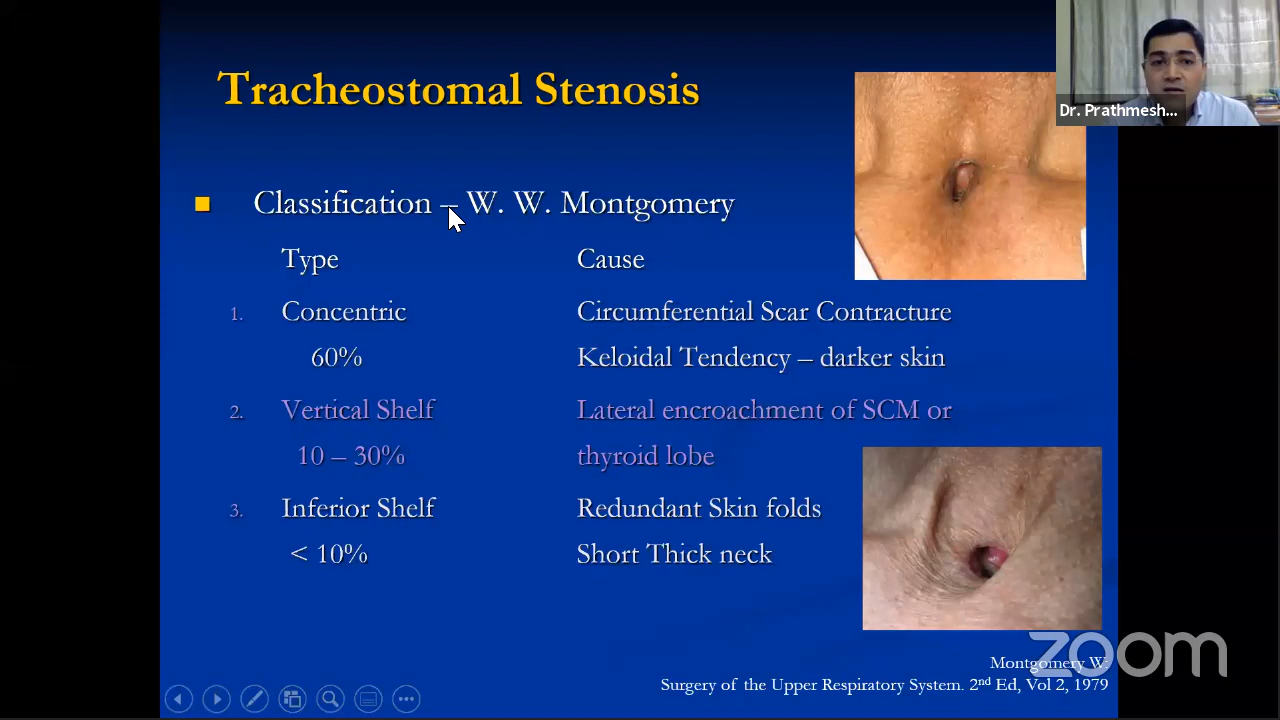 Tracheostomal Stenosis
Dr. Prathmesh...
Classification – W. W. Montgomery
Type Cause
1. Concentric Circumferential Scar Contracture
60% Keloidal Tendency – darker skin
2. Vertical Shelf Lateral encroachment of SCM or
10 – 30% thyroid lobe
3. Inferior Shelf Redundant Skin folds
< 10% Short Thick neck
zoom
Montgomery W.
Surgery of the Upper Respiratory System. 2nd Ed, Vol 2, 1979